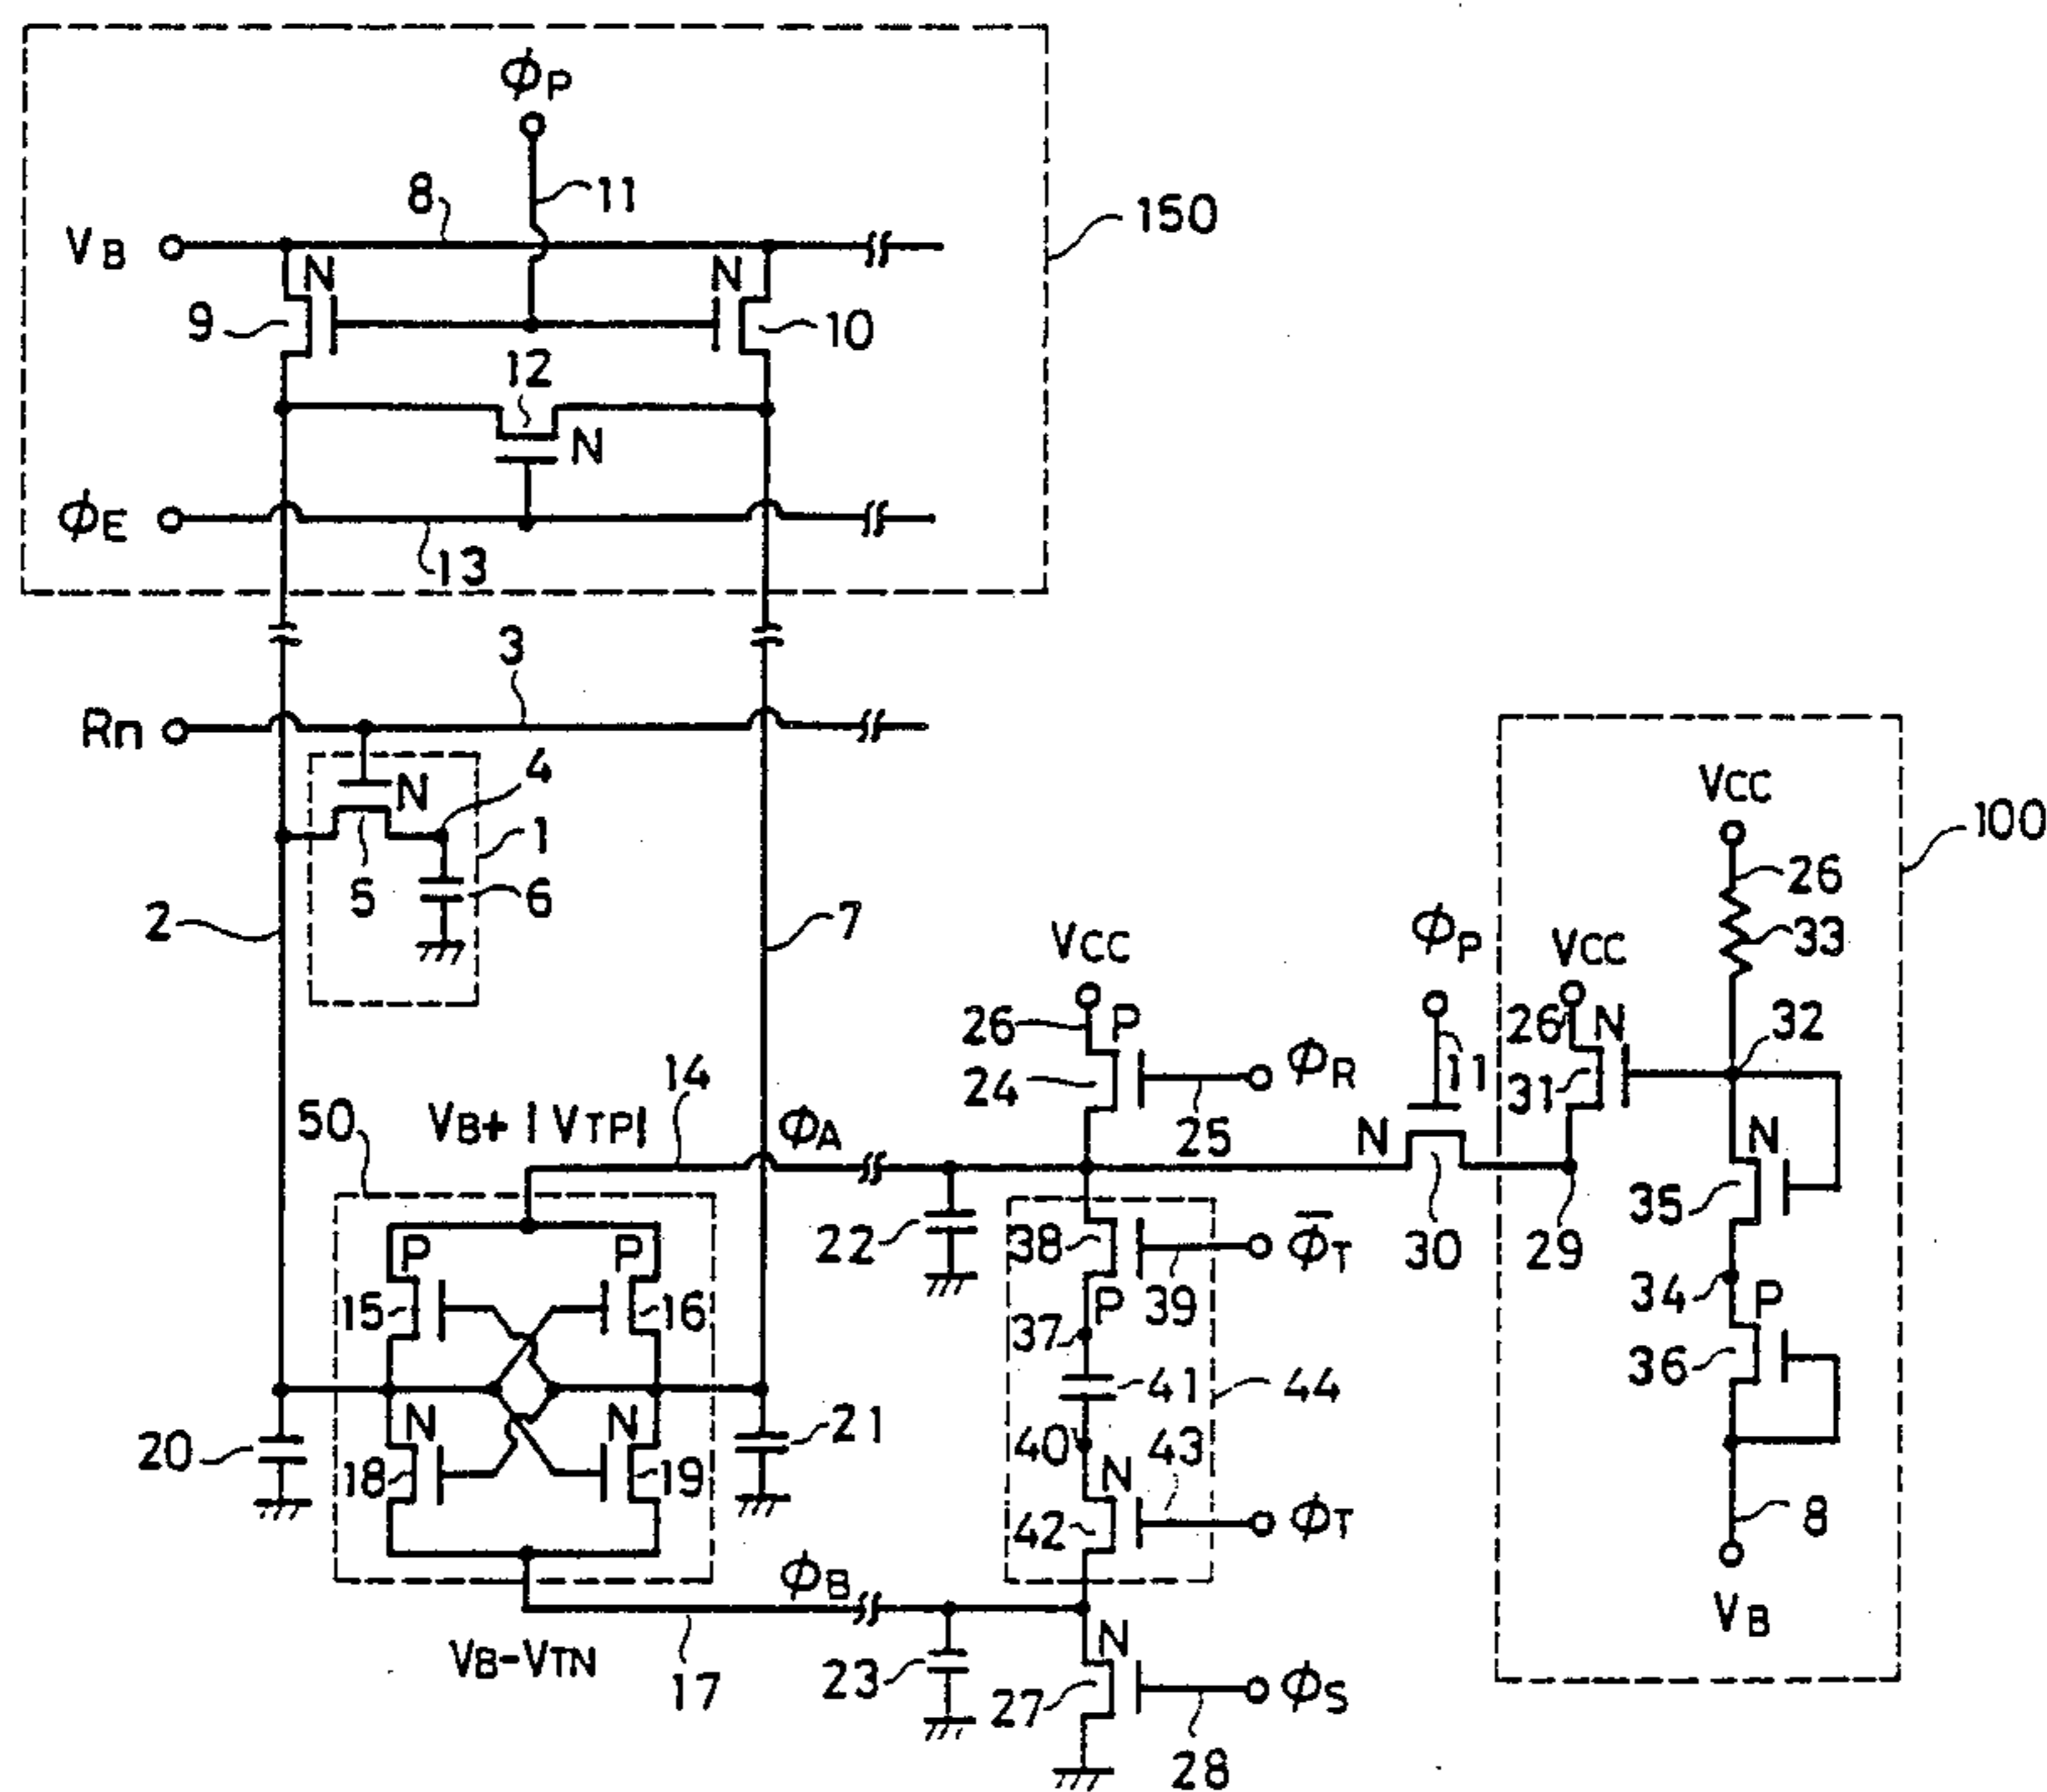 ϕP
11
8
VB
150
N
N
9
10
12
N
ϕE
13
3
Rn
N
4
1
5
6
2
7
VCC
ϕP
VCC
VCC
26
33
100
26
P
24
ϕR
25
11
26
N
31
32
14
50
VB+ |VTP|
ϕA
N
30
29
N
35
22
38
ϕ̅T
39
P
37
34
P
36
P
P
15
16
41
44
40
43
N
42
ϕT
20
N
N
18
19
21
8
VB
ϕB
VB-VTN
17
23
N
27
ϕS
28